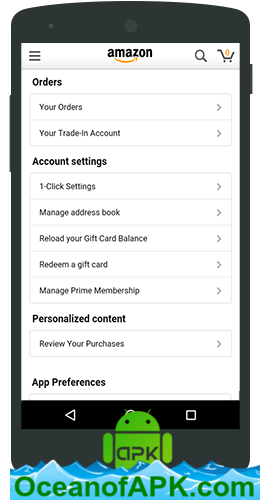 amazon
0
Orders
Your Orders
Your Trade-In Account
Account settings
1-Click Settings
Manage address book
Reload your Gift Card Balance
Redeem a gift card
Manage Prime Membership
Personalized content
Review Your Purchases
App Preferences
APK
OceanofAPK.com